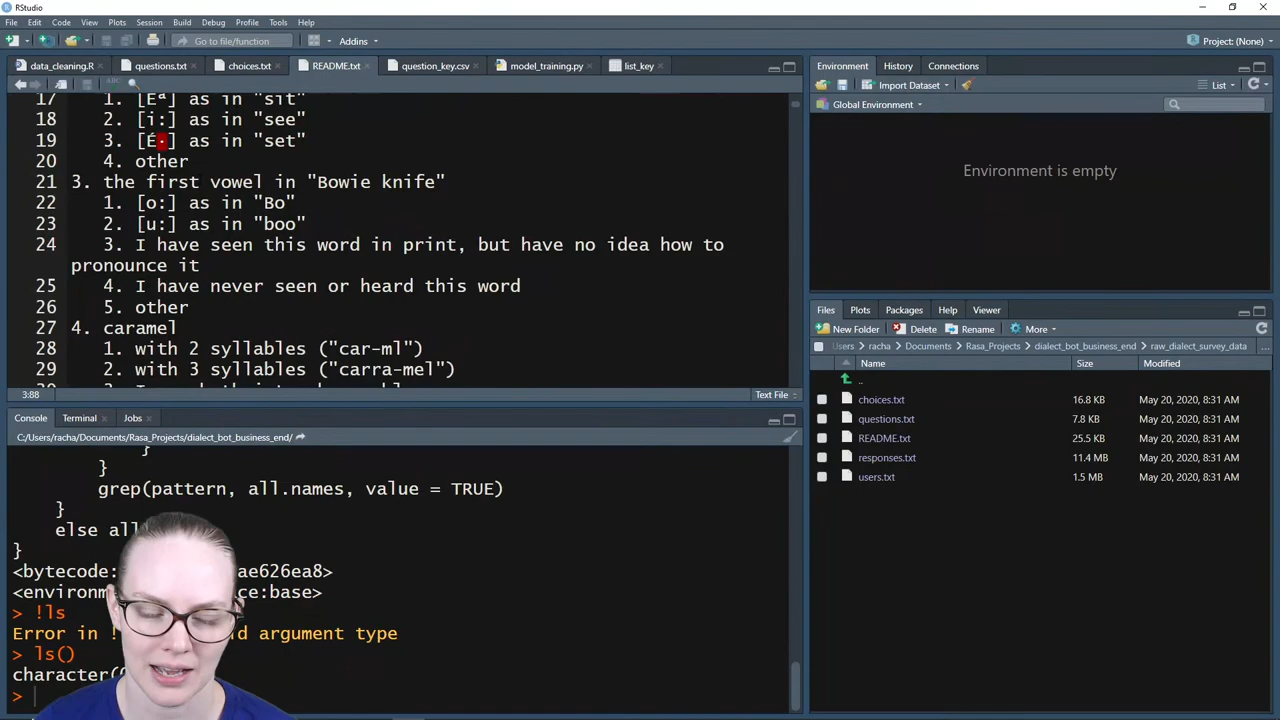 RStudio
File Edit Code View Plots Session Build Debug Profile Tools Help
Go to file/function Addins Project: (None)
data_cleaning.R questions.txt choices.txt README.txt question_key.csv model_training.py list_key
17 1. [Éª] as in "sit"
18 2. [i:] as in "see"
19 3. [É·] as in "set"
20 4. other
21 3. the first vowel in "Bowie knife"
22 1. [o:] as in "Bo"
23 2. [u:] as in "boo"
24 3. I have seen this word in print, but have no idea how to
pronounce it
25 4. I have never seen or heard this word
26 5. other
27 4. caramel
28 1. with 2 syllables ("car-ml")
29 2. with 3 syllables ("carra-mel")
3:88 Text File
Console Terminal Jobs
C:/Users/racha/Documents/Rasa_Projects/dialect_bot_business_end/
}
}
grep(pattern, all.names, value = TRUE)
}
else all
}
<bytecode: ae626ea8>
<environm ce:base>
> !ls
Error in ! d argument type
> ls()
character(
>
Environment History Connections
Import Dataset List
Global Environment
Environment is empty
Files Plots Packages Help Viewer
New Folder Delete Rename More
Users racha Documents Rasa_Projects dialect_bot_business_end raw_dialect_survey_data ...
Name Size Modified
..
choices.txt 16.8 KB May 20, 2020, 8:31 AM
questions.txt 7.8 KB May 20, 2020, 8:31 AM
README.txt 25.5 KB May 20, 2020, 8:31 AM
responses.txt 11.4 MB May 20, 2020, 8:31 AM
users.txt 1.5 MB May 20, 2020, 8:31 AM